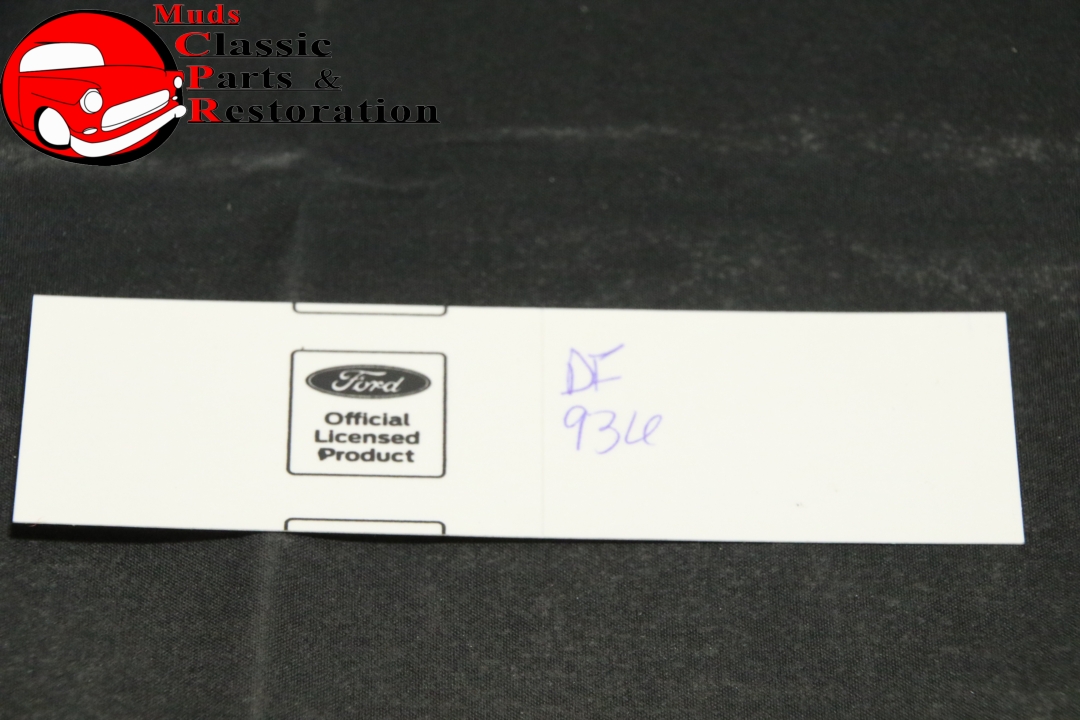 Muds
Classic
Parts &
Restoration
Ford
Official
Licensed
Product
DF
936